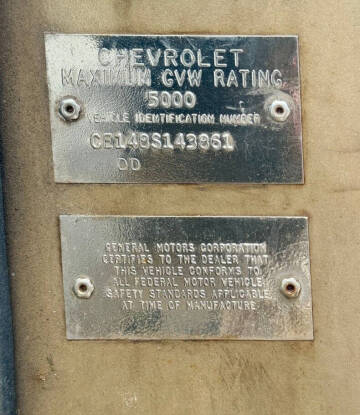 CHEVROLET
MAXIMUM GVW RATING
5000
VEHICLE IDENTIFICATION NUMBER
CE148S143861
DD
GENERAL MOTORS CORPORATION
CERTIFIES TO THE DEALER THAT
THIS VEHICLE CONFORMS TO
ALL FEDERAL MOTOR VEHICLE
SAFETY STANDARDS APPLICABLE
AT TIME OF MANUFACTURE